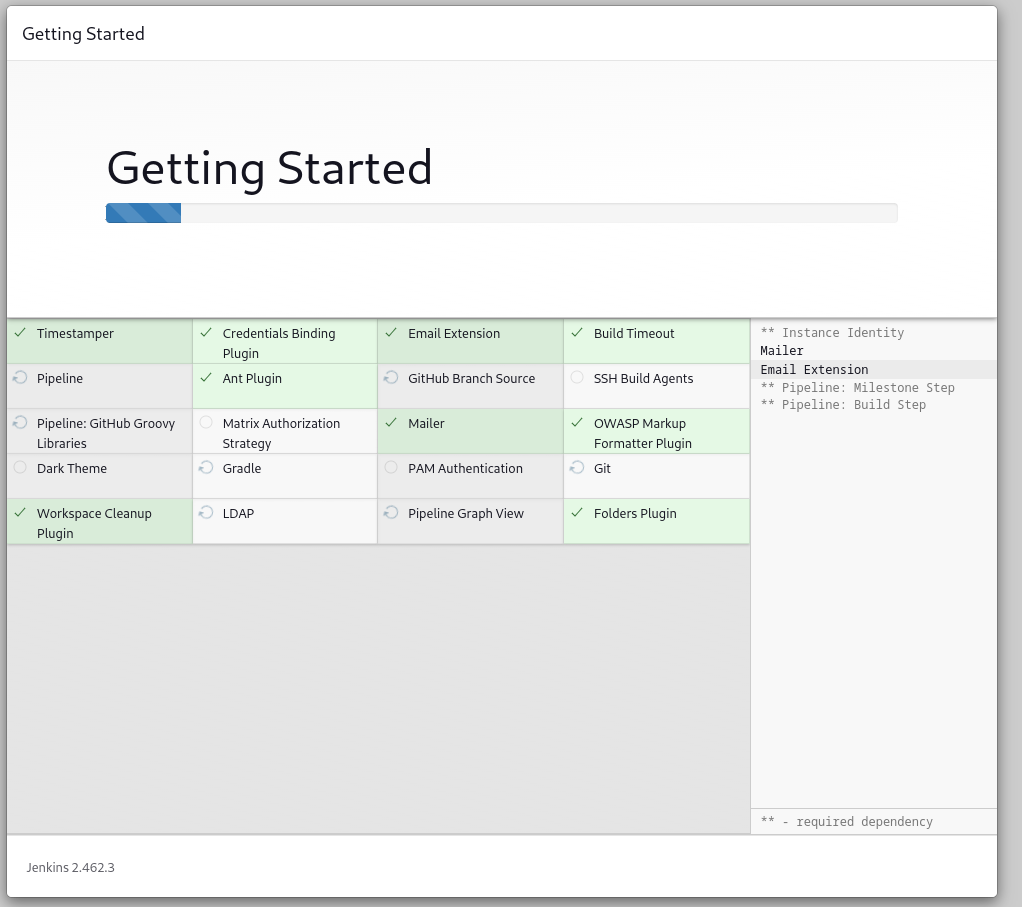 Getting Started
Getting Started
Timestamper
Credentials Binding
Plugin
Email Extension
Build Timeout
Pipeline
Ant Plugin
GitHub Branch Source
SSH Build Agents
Pipeline: GitHub Groovy
Libraries
Matrix Authorization
Strategy
Mailer
OWASP Markup
Formatter Plugin
Dark Theme
Gradle
PAM Authentication
Git
Workspace Cleanup
Plugin
LDAP
Pipeline Graph View
Folders Plugin
** Instance Identity
Mailer
Email Extension
** Pipeline: Milestone Step
** Pipeline: Build Step
** - required dependency
Jenkins 2.462.3